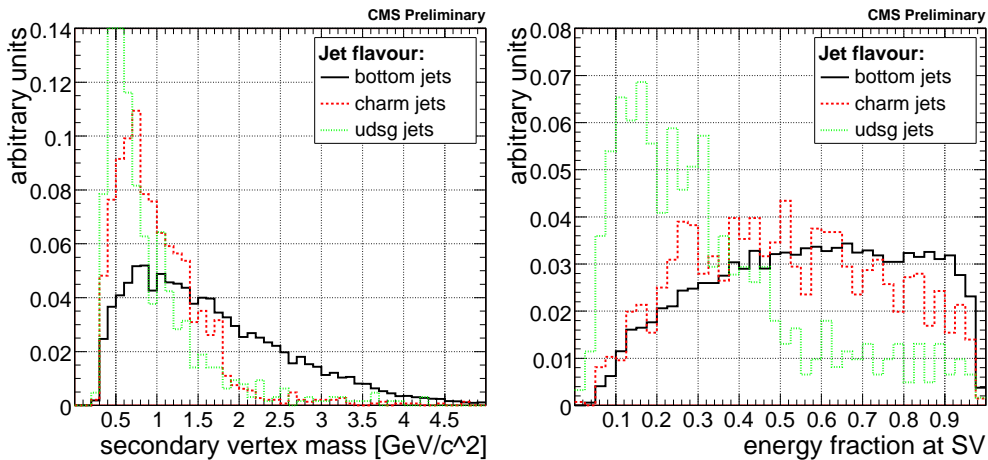 CMS Preliminary
arbitrary units
0.14
0.12
0.1
0.08
0.06
0.04
0.02
0
Jet flavour:
bottom jets
charm jets
udsg jets
0.5 1 1.5 2 2.5 3 3.5 4 4.5
secondary vertex mass [GeV/c^2]
CMS Preliminary
arbitrary units
0.08
0.07
0.06
0.05
0.04
0.03
0.02
0.01
0
Jet flavour:
bottom jets
charm jets
udsg jets
0.1 0.2 0.3 0.4 0.5 0.6 0.7 0.8 0.9
energy fraction at SV